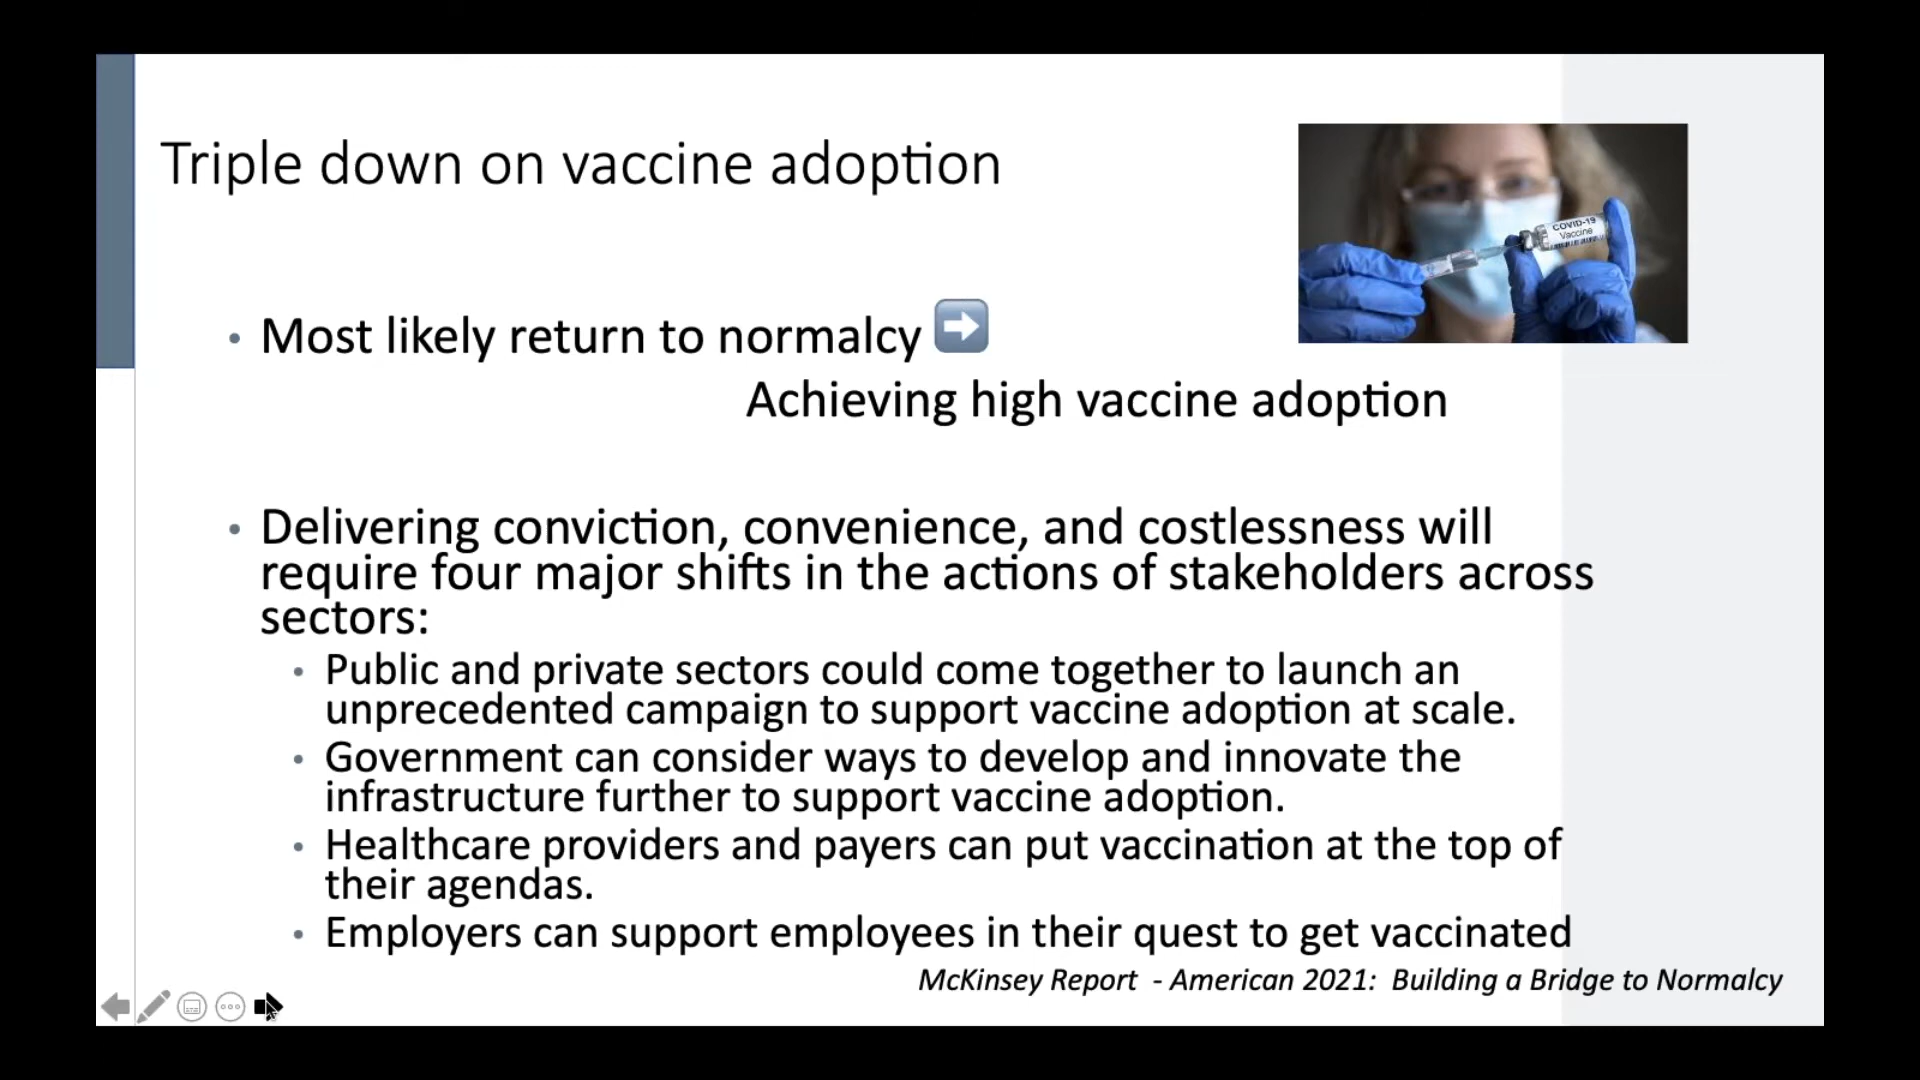 Triple down on vaccine adoption
COVID-19
Vaccine
• Most likely return to normalcy ➡
Achieving high vaccine adoption
• Delivering conviction, convenience, and costlessness will
require four major shifts in the actions of stakeholders across
sectors:
• Public and private sectors could come together to launch an
unprecedented campaign to support vaccine adoption at scale.
• Government can consider ways to develop and innovate the
infrastructure further to support vaccine adoption.
• Healthcare providers and payers can put vaccination at the top of
their agendas.
• Employers can support employees in their quest to get vaccinated
McKinsey Report - American 2021: Building a Bridge to Normalcy